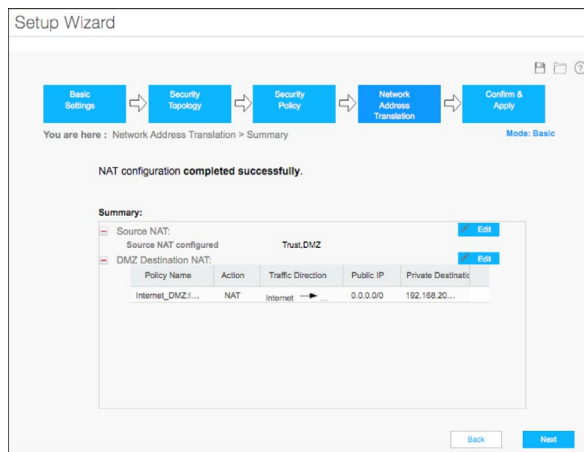 Setup Wizard
Basic Settings
Security Topology
Security Policy
Network Address Translation
Confirm & Apply
You are here : Network Address Translation > Summary
Mode: Basic
NAT configuration completed successfully.
Summary:
Source NAT:
Edit
Source NAT configured Trust,DMZ
DMZ Destination NAT:
Edit
Policy Name Action Traffic Direction Public IP Private Destinatic
Internet_DMZ:I... NAT Internet ... 0.0.0.0/0 192.168.20...
Back Next